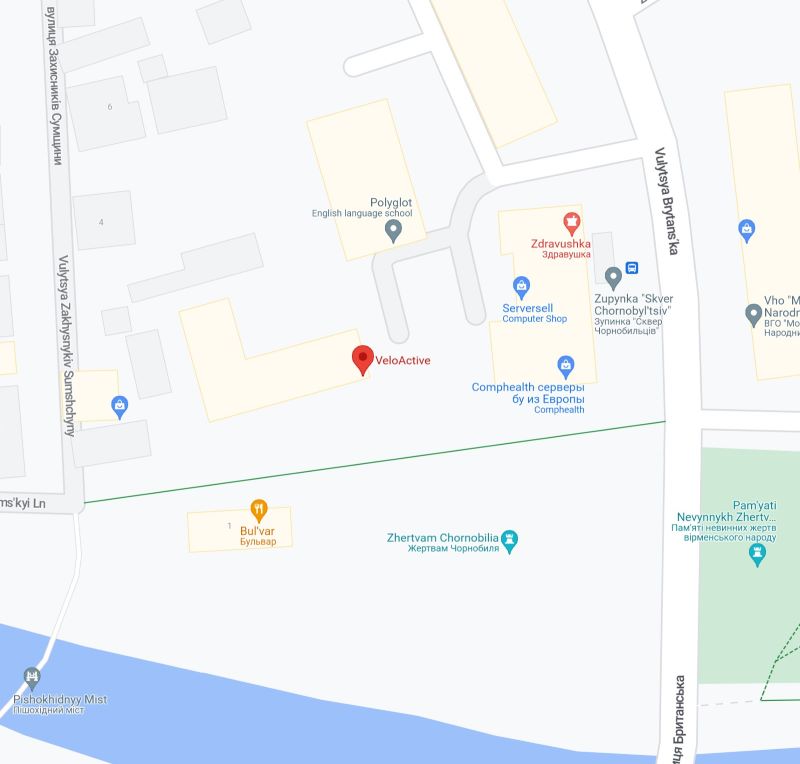 вулиця Захисників Сумщини
6
4
Polyglot
English language school
Vulytsya Brytans'ka
Zdravushka
Здравушка
Serversell
Computer Shop
Zupynka "Skver
Chornobyl'tsiv"
Зупинка "Сквер
Чорнобильців"
Vho "M
Narodn
ВГО "Мо
Народни
Vulytsya Zakhysnykiv Sumshchyny
VeloActive
Comphealth серверы
бу из Европы
Comphealth
ms'kyi Ln
1
Bul'var
Бульвар
Zhertvam Chornobilia
Жертвам Чорнобиля
Pam'yati
Nevynnykh Zhertv...
Пам'яті невинних жертв
вірменського народу
Pishokhidnyy Mist
Пішохідний міст
иця Британська